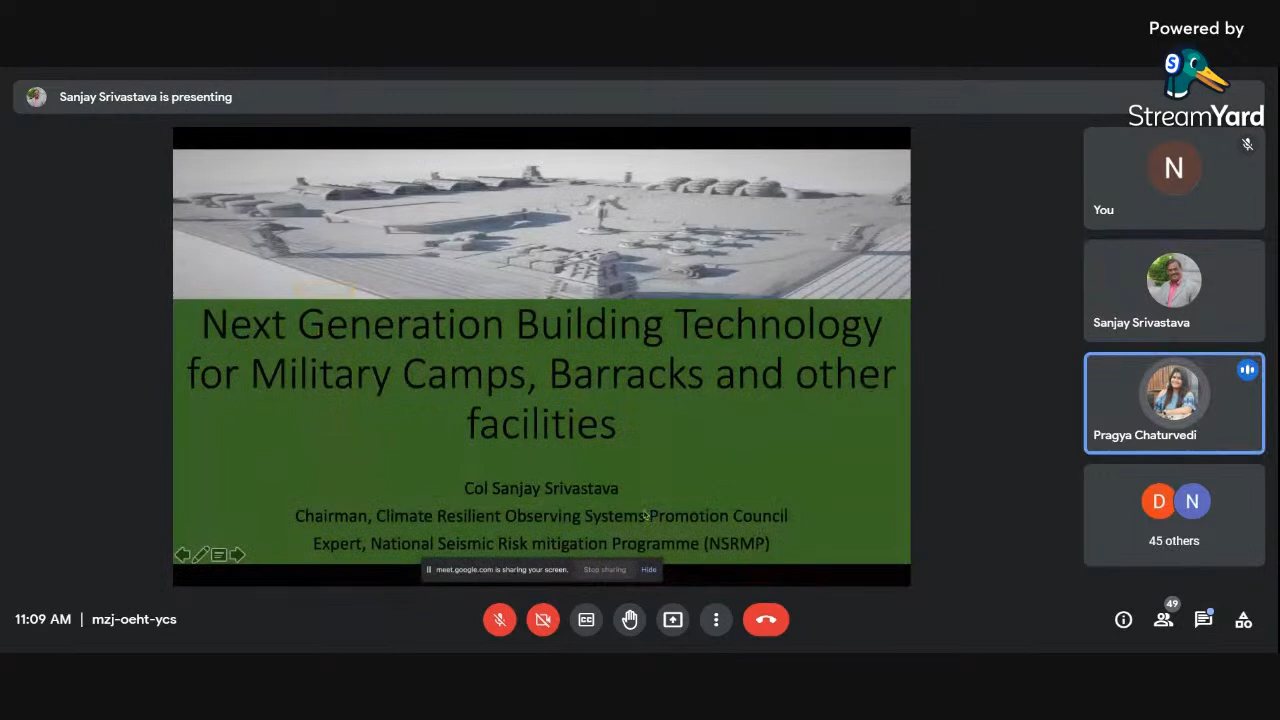 Powered by
S
StreamYard
Sanjay Srivastava is presenting
N
You
Sanjay Srivastava
Pragya Chaturvedi
D N
45 others
Next Generation Building Technology
for Military Camps, Barracks and other
facilities
Col Sanjay Srivastava
Chairman, Climate Resilient Observing Systems Promotion Council
Expert, National Seismic Risk mitigation Programme (NSRMP)
meet.google.com is sharing your screen. Stop sharing Hide
11:09 AM | mzj-oeht-ycs
49